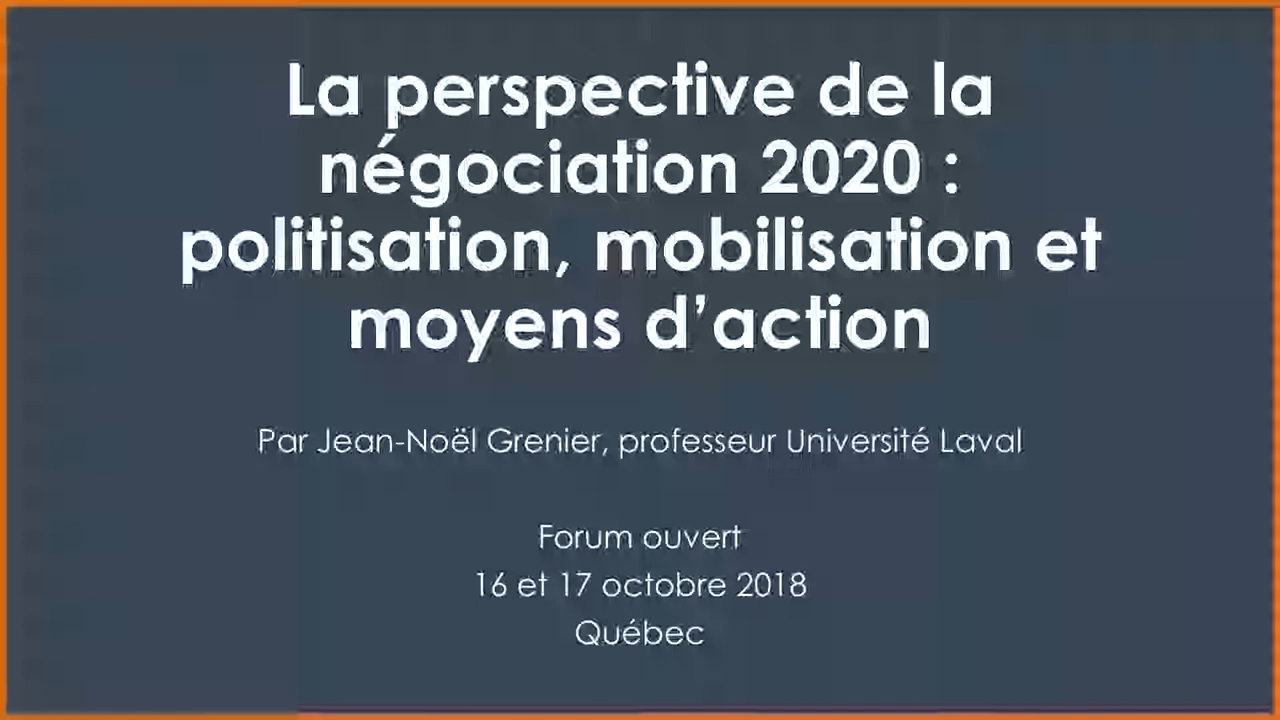 La perspective de la
négociation 2020 :
politisation, mobilisation et
moyens d’action
Par Jean-Noël Grenier, professeur Université Laval
Forum ouvert
16 et 17 octobre 2018
Québec